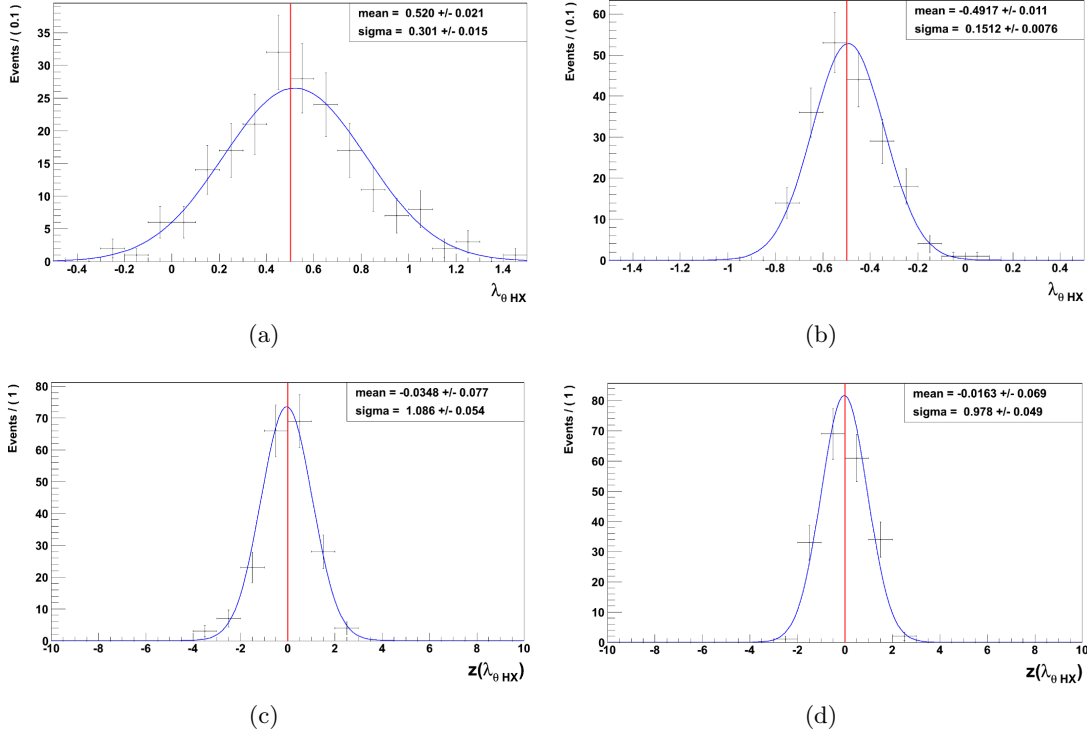 mean = 0.520 +/- 0.021
sigma = 0.301 +/- 0.015
Events / ( 0.1 )
35
30
25
20
15
10
5
0
-0.4 -0.2 0 0.2 0.4 0.6 0.8 1 1.2 1.4
λθ HX
(a)
mean = -0.4917 +/- 0.011
sigma = 0.1512 +/- 0.0076
Events / ( 0.1 )
60
50
40
30
20
10
0
-1.4 -1.2 -1 -0.8 -0.6 -0.4 -0.2 0 0.2 0.4
λθ HX
(b)
mean = -0.0348 +/- 0.077
sigma = 1.086 +/- 0.054
Events / ( 1 )
80
70
60
50
40
30
20
10
0
-10 -8 -6 -4 -2 0 2 4 6 8 10
z(λθ HX)
(c)
mean = -0.0163 +/- 0.069
sigma = 0.978 +/- 0.049
Events / ( 1 )
80
70
60
50
40
30
20
10
0
-10 -8 -6 -4 -2 0 2 4 6 8 10
z(λθ HX)
(d)